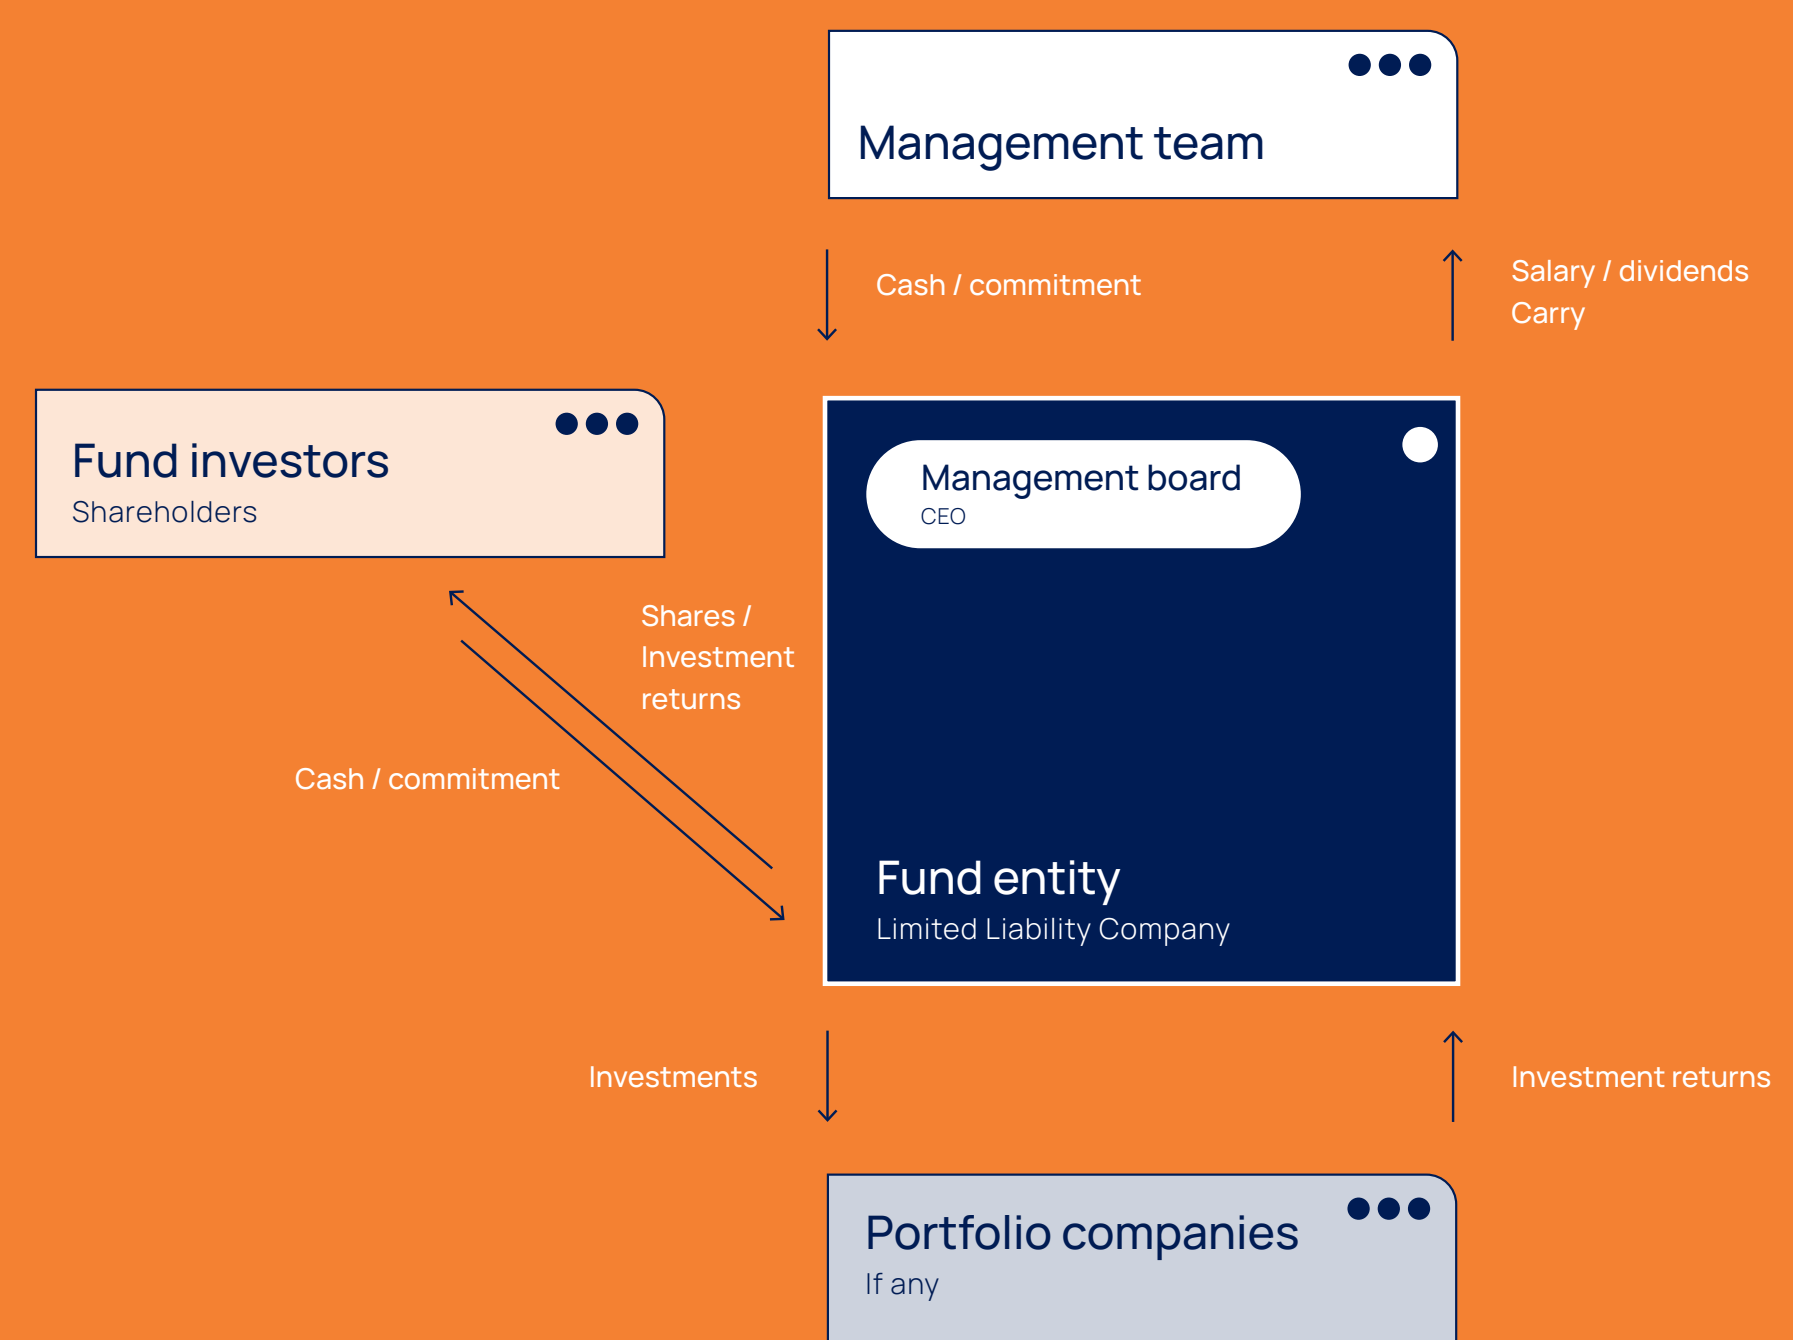 Management team
Cash / commitment
Salary / dividends
Carry
Fund investors
Shareholders
Management board
CEO
Shares /
Investment
returns
Cash / commitment
Fund entity
Limited Liability Company
Investments
Investment returns
Portfolio companies
If any